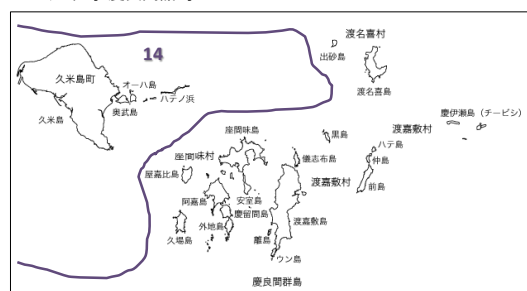 14
渡名喜村
出砂島
渡名喜島
久米島町
オーハ島
ハテノ浜
奥武島
久米島
慶伊瀬島(チービシ)
座間味島
黒島
渡嘉敷村
ハテ島
座間味村
儀志布島
仲島
屋嘉比島
渡嘉敷村
前島
阿嘉島
安室島
慶留間島
渡嘉敷島
久場島
外地島
離島
ウン島
慶良間群島